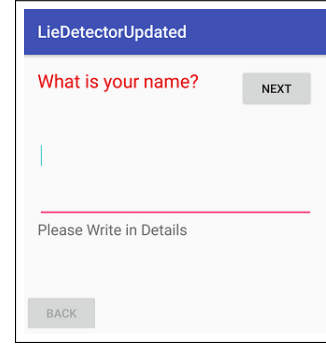 LieDetectorUpdated
What is your name?
NEXT
Please Write in Details
BACK